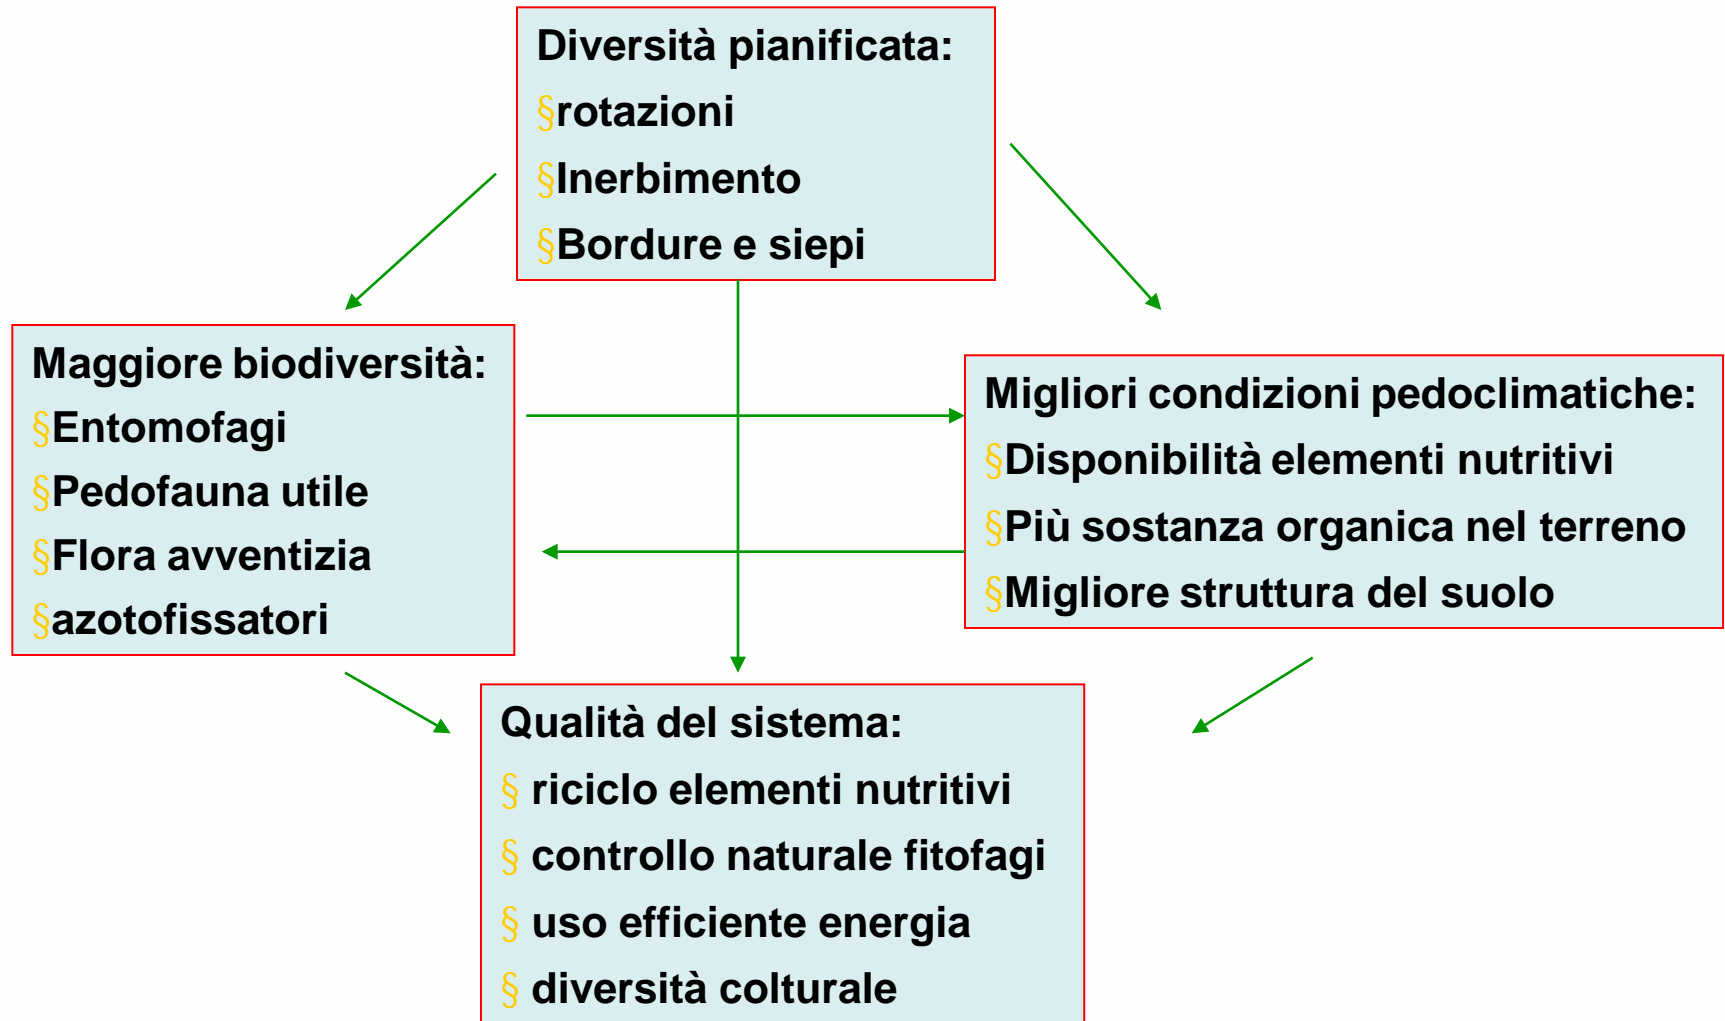 Diversità pianificata:
§rotazioni
§Inerbimento
§Bordure e siepi
Maggiore biodiversità:
§Entomofagi
§Pedofauna utile
§Flora avventizia
§azotofissatori
Migliori condizioni pedoclimatiche:
§Disponibilità elementi nutritivi
§Più sostanza organica nel terreno
§Migliore struttura del suolo
Qualità del sistema:
§ riciclo elementi nutritivi
§ controllo naturale fitofagi
§ uso efficiente energia
§ diversità colturale